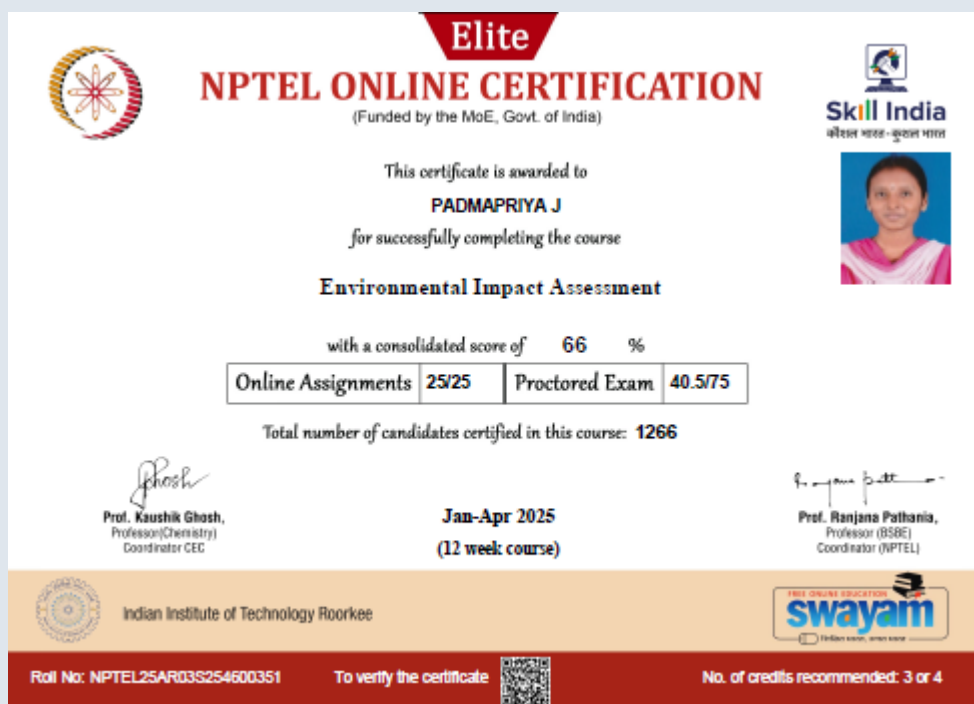 Elite
NPTEL ONLINE CERTIFICATION
(Funded by the MoE, Govt. of India)
Skill India
कौशल भारत - कुशल भारत
This certificate is awarded to
PADMAPRIYA J
for successfully completing the course
Environmental Impact Assessment
with a consolidated score of 66 %
Online Assignments 25/25 Proctored Exam 40.5/75
Total number of candidates certified in this course: 1266
Prof. Kaushik Ghosh,
Professor(Chemistry)
Coordinator CEC
Jan-Apr 2025
(12 week course)
Prof. Ranjana Pathania,
Professor (BSBE)
Coordinator (NPTEL)
Indian Institute of Technology Roorkee
FREE ONLINE EDUCATION
swayam
Roll No: NPTEL25AR03S254600351 To verify the certificate No. of credits recommended: 3 or 4